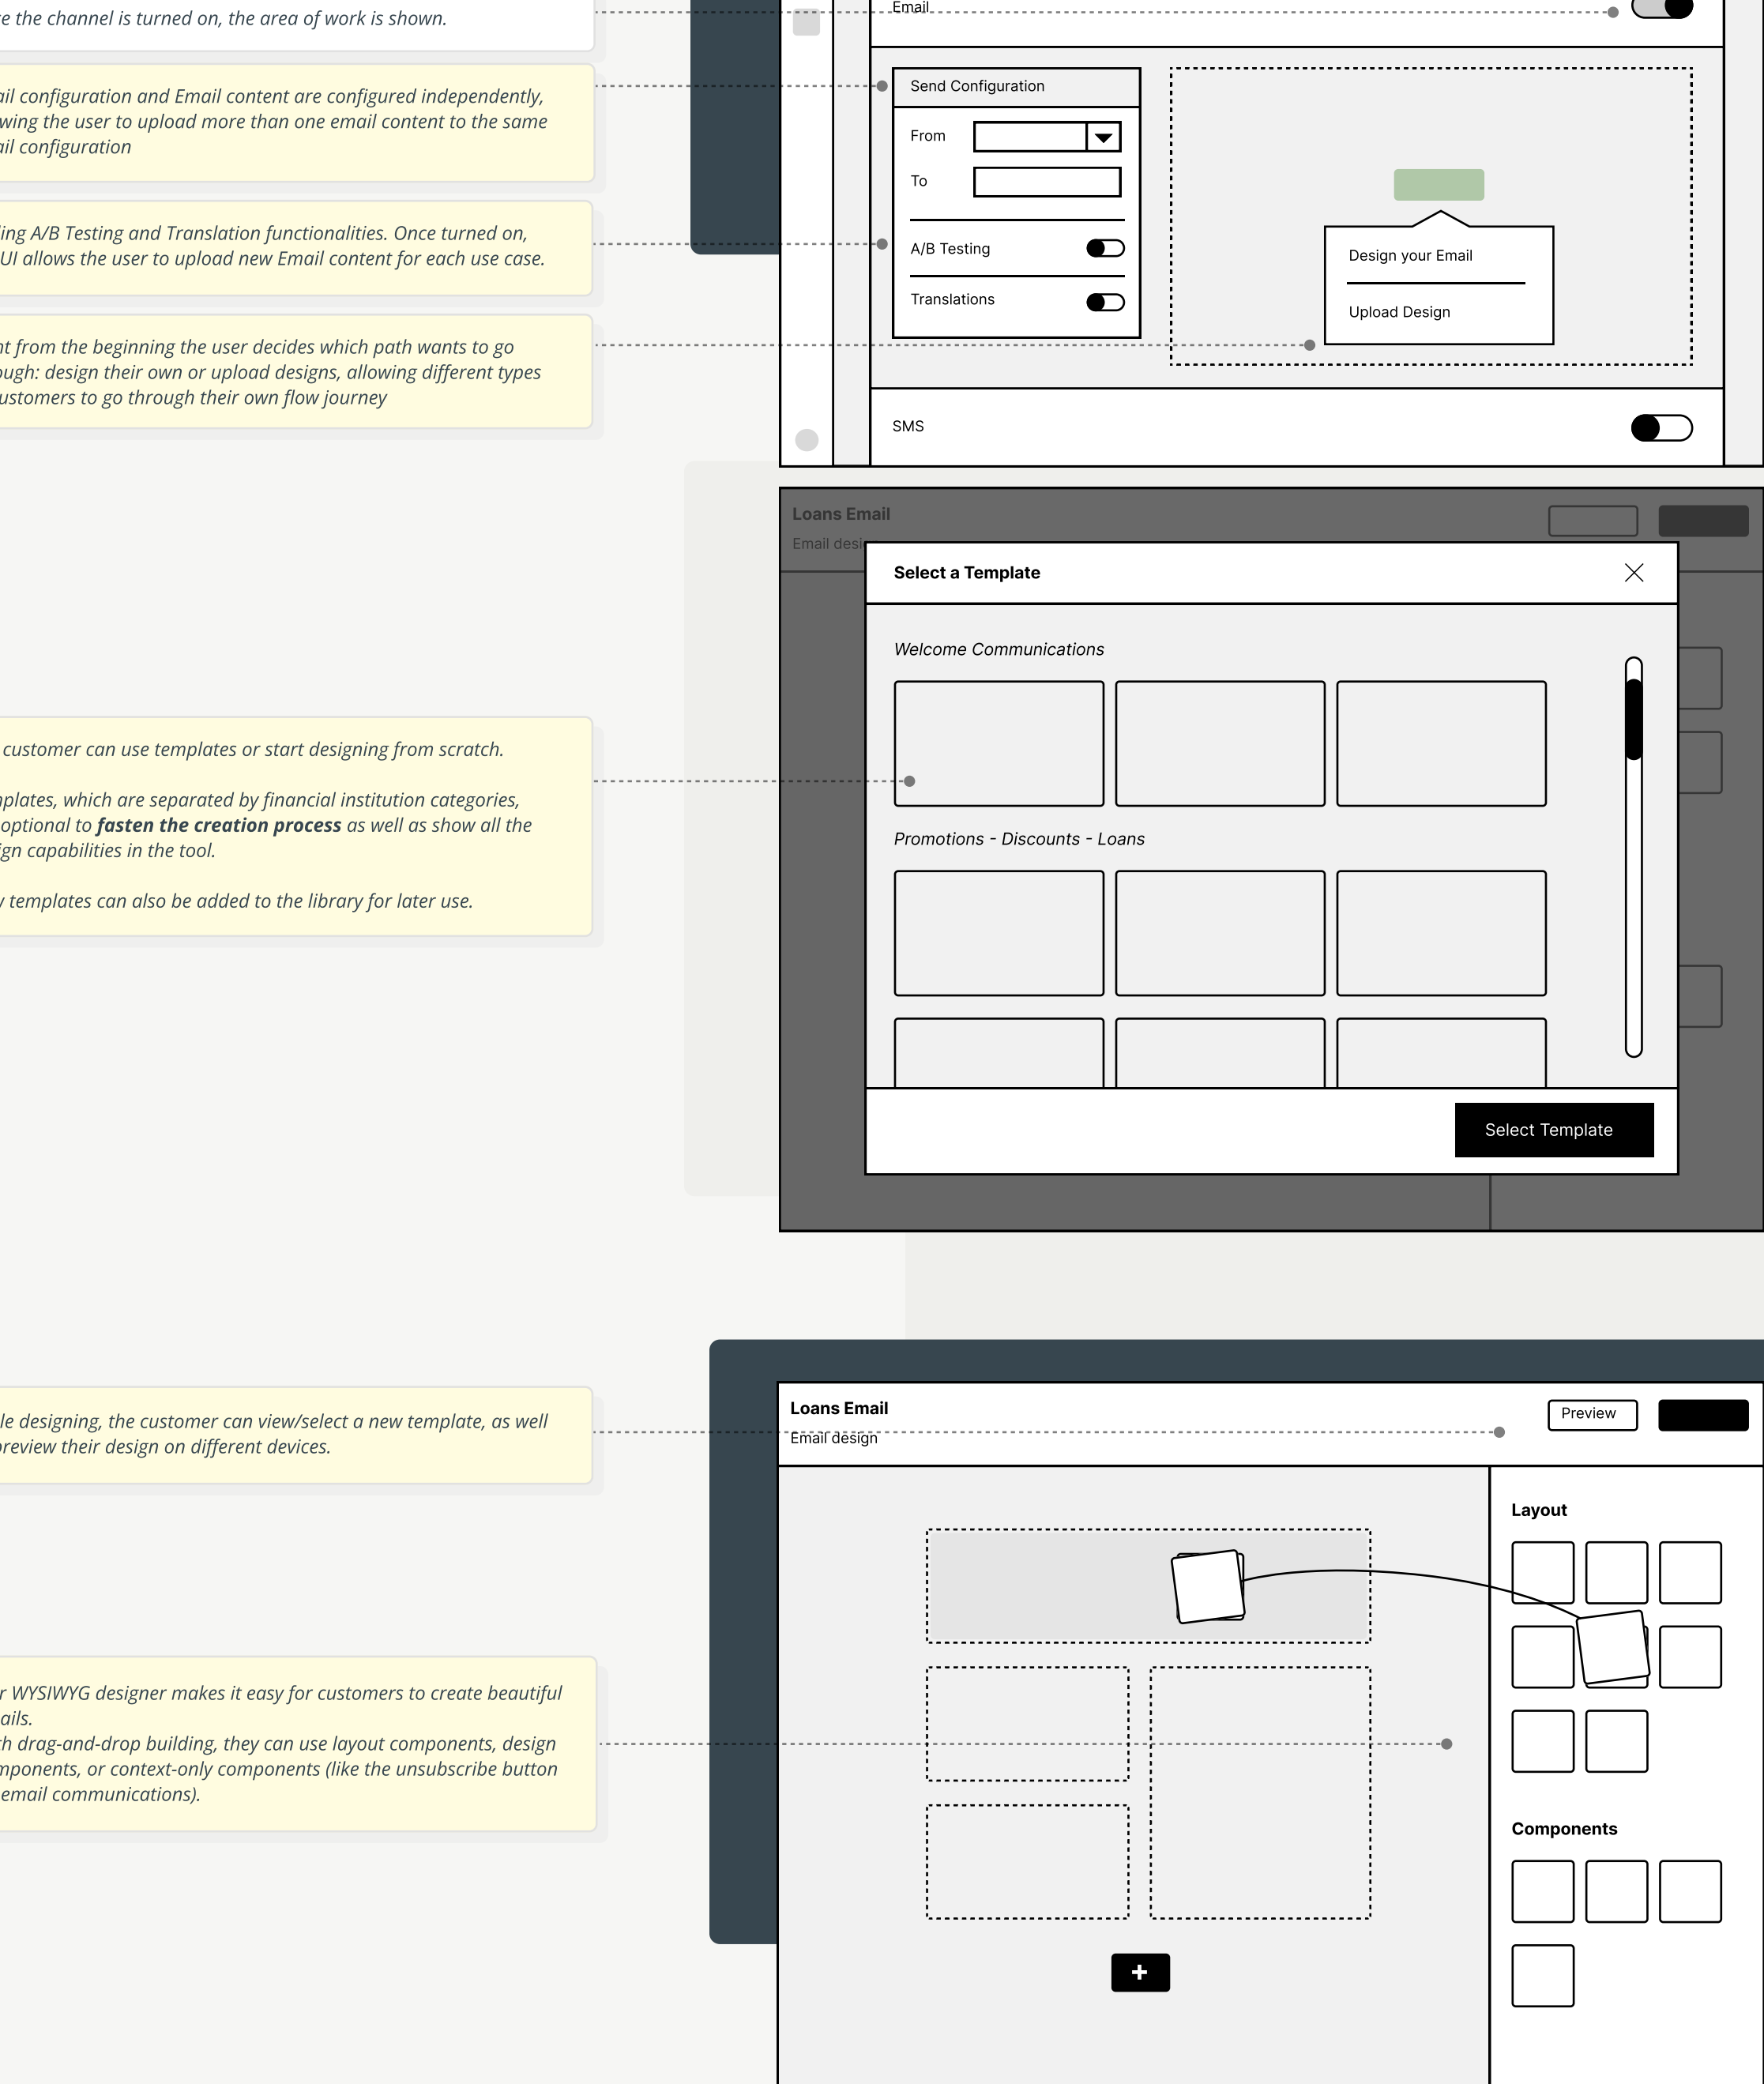 e the channel is turned on, the area of work is shown.
ail configuration and Email content are configured independently,
wing the user to upload more than one email content to the same
ail configuration
ling A/B Testing and Translation functionalities. Once turned on,
UI allows the user to upload new Email content for each use case.
nt from the beginning the user decides which path wants to go
ough: design their own or upload designs, allowing different types
ustomers to go through their own flow journey
Email
Send Configuration
From
To
A/B Testing
Translations
Design your Email
Upload Design
SMS
customer can use templates or start designing from scratch.
nplates, which are separated by financial institution categories,
optional to fasten the creation process as well as show all the
ign capabilities in the tool.
v templates can also be added to the library for later use.
Loans Email
Email design
Select a Template
Welcome Communications
Promotions - Discounts - Loans
Select Template
le designing, the customer can view/select a new template, as well
preview their design on different devices.
r WYSIWYG designer makes it easy for customers to create beautiful
ails.
th drag-and-drop building, they can use layout components, design
mponents, or context-only components (like the unsubscribe button
email communications).
Loans Email
Email design
Preview
Layout
Components